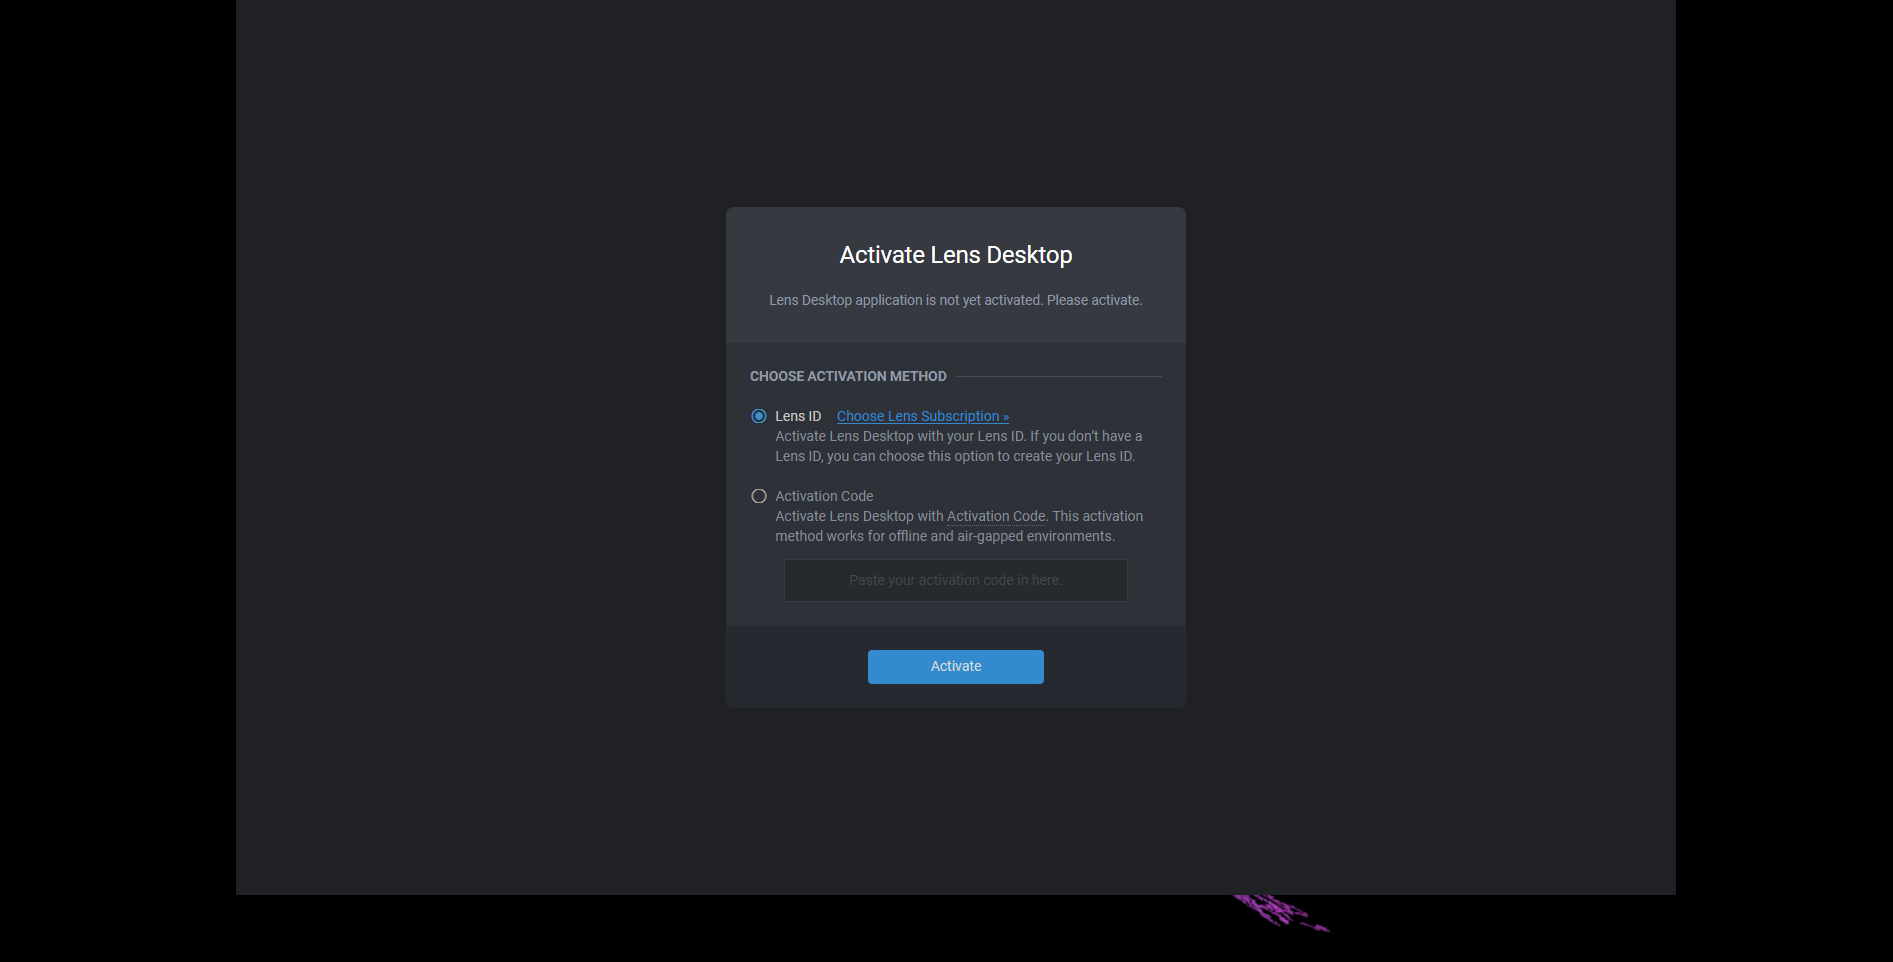 Activate Lens Desktop
Lens Desktop application is not yet activated. Please activate.
CHOOSE ACTIVATION METHOD
Lens ID Choose Lens Subscription »
Activate Lens Desktop with your Lens ID. If you don’t have a
Lens ID, you can choose this option to create your Lens ID.
Activation Code
Activate Lens Desktop with Activation Code. This activation
method works for offline and air-gapped environments.
Paste your activation code in here.
Activate